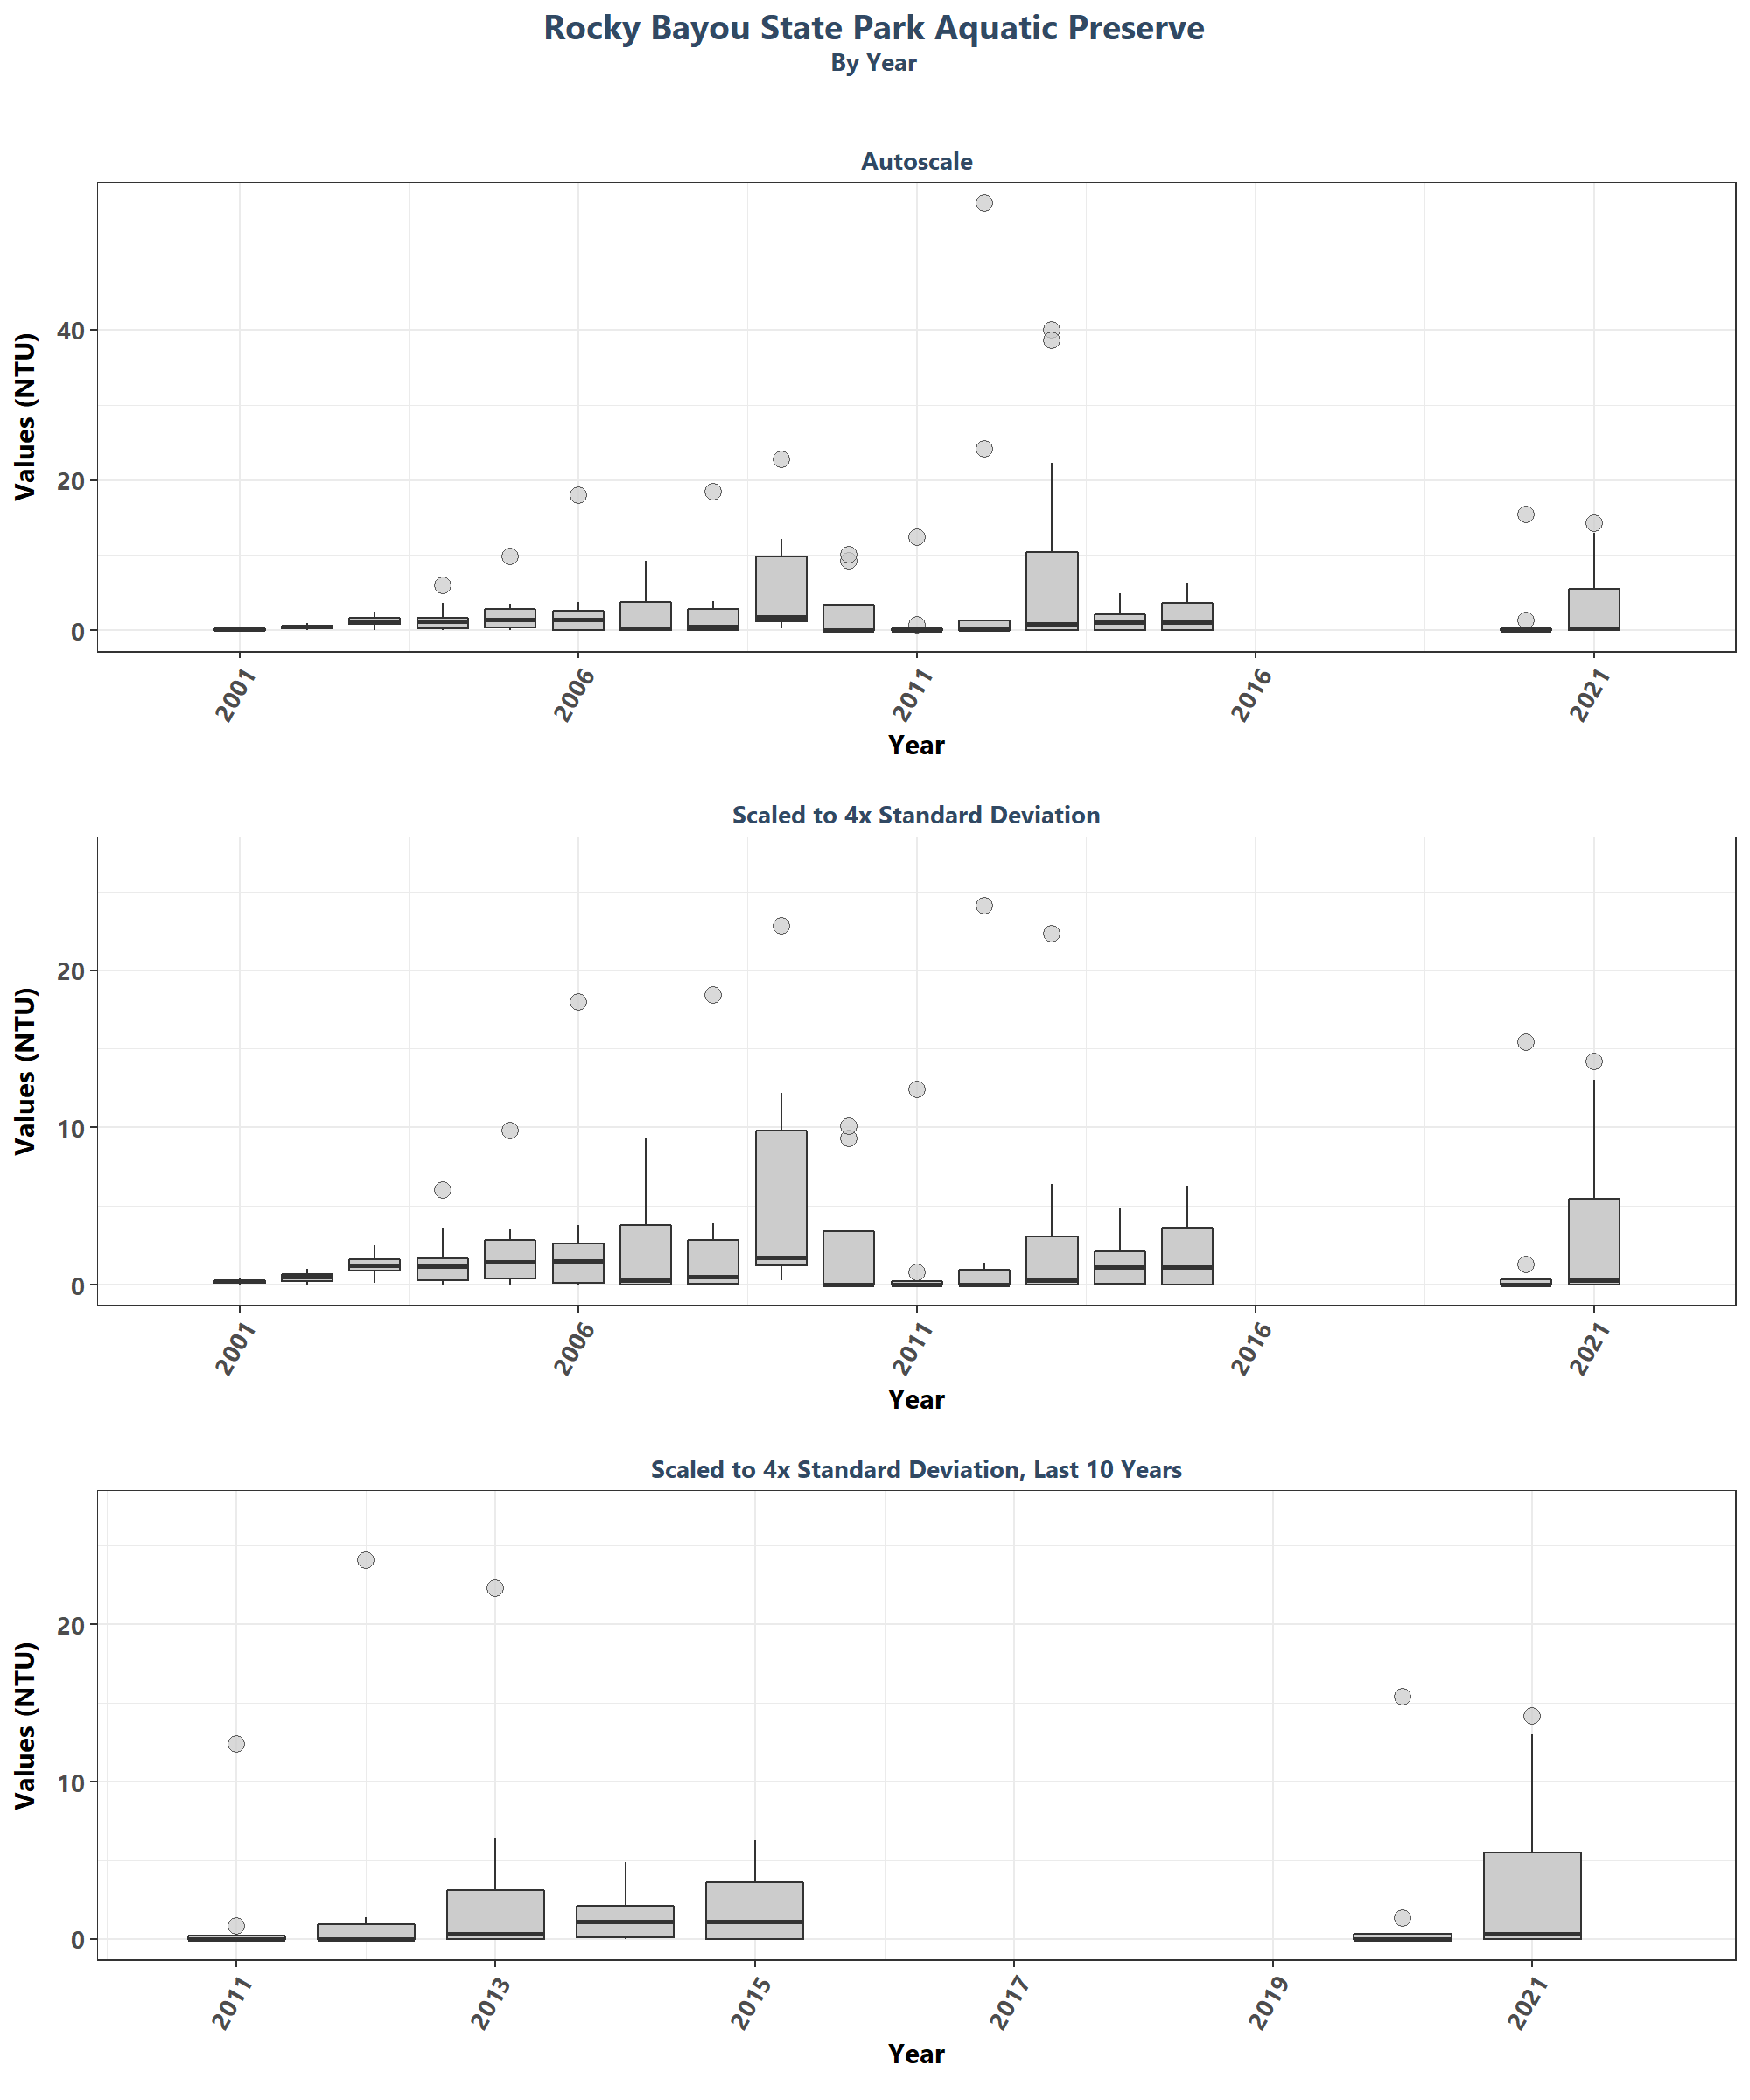 Rocky Bayou State Park Aquatic Preserve
By Year
Autoscale
Values (NTU)
40
20
0
2001
2006
2011
2016
2021
Year
Scaled to 4x Standard Deviation
Values (NTU)
20
10
0
2001
2006
2011
2016
2021
Year
Scaled to 4x Standard Deviation, Last 10 Years
Values (NTU)
20
10
0
2011
2013
2015
2017
2019
2021
Year